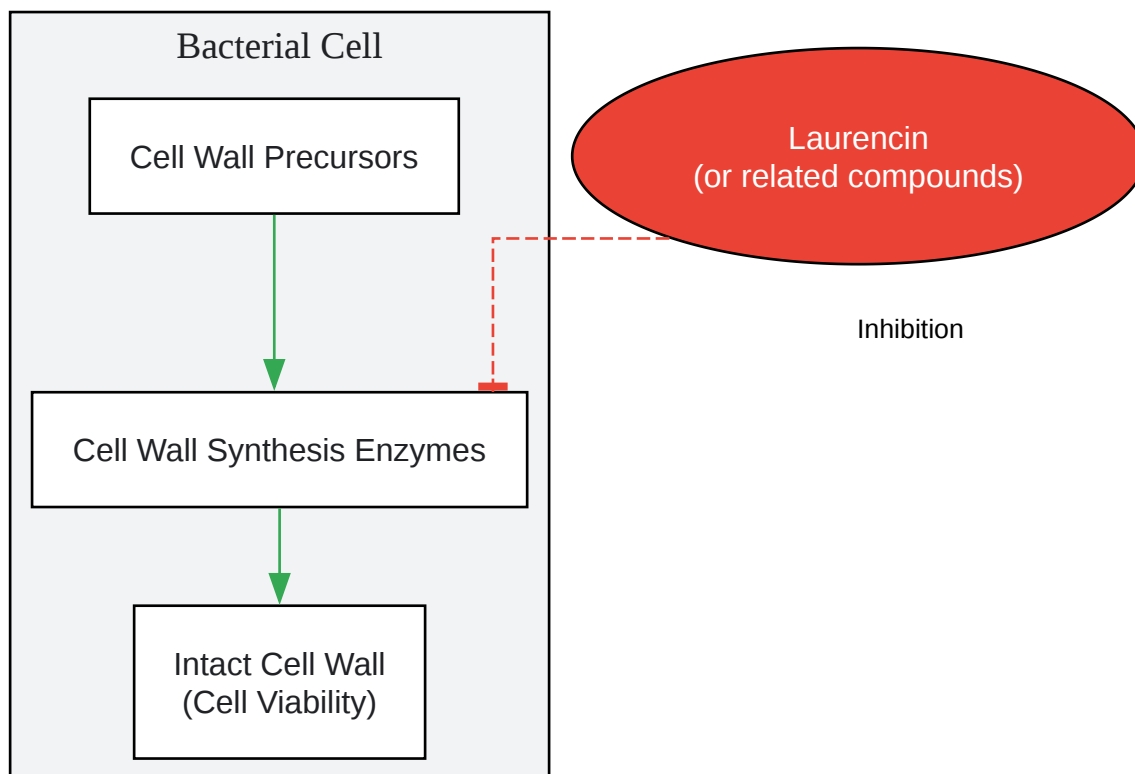 Bacterial Cell
Cell Wall Precursors
Laurencin
(or related compounds)
Inhibition
Cell Wall Synthesis Enzymes
Intact Cell Wall
(Cell Viability)